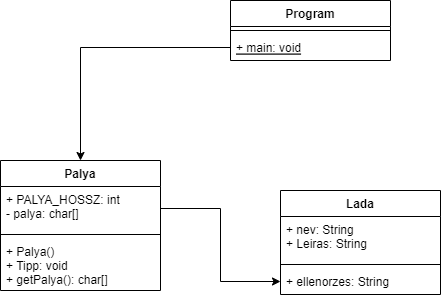 Program
+ main: void
Palya
+ PALYA_HOSSZ: int
- palya: char[]
+ Palya()
+ Tipp: void
+ getPalya(): char[]
Lada
+ nev: String
+ Leiras: String
+ ellenorzes: String